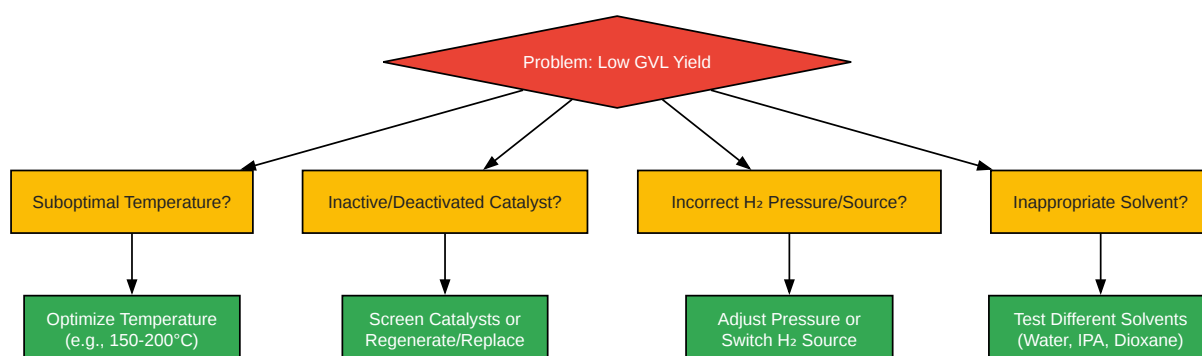 Problem: Low GVL Yield
Suboptimal Temperature?
Inactive/Deactivated Catalyst?
Incorrect H₂ Pressure/Source?
Inappropriate Solvent?
Optimize Temperature
(e.g., 150-200°C)
Screen Catalysts or
Regenerate/Replace
Adjust Pressure or
Switch H₂ Source
Test Different Solvents
(Water, IPA, Dioxane)